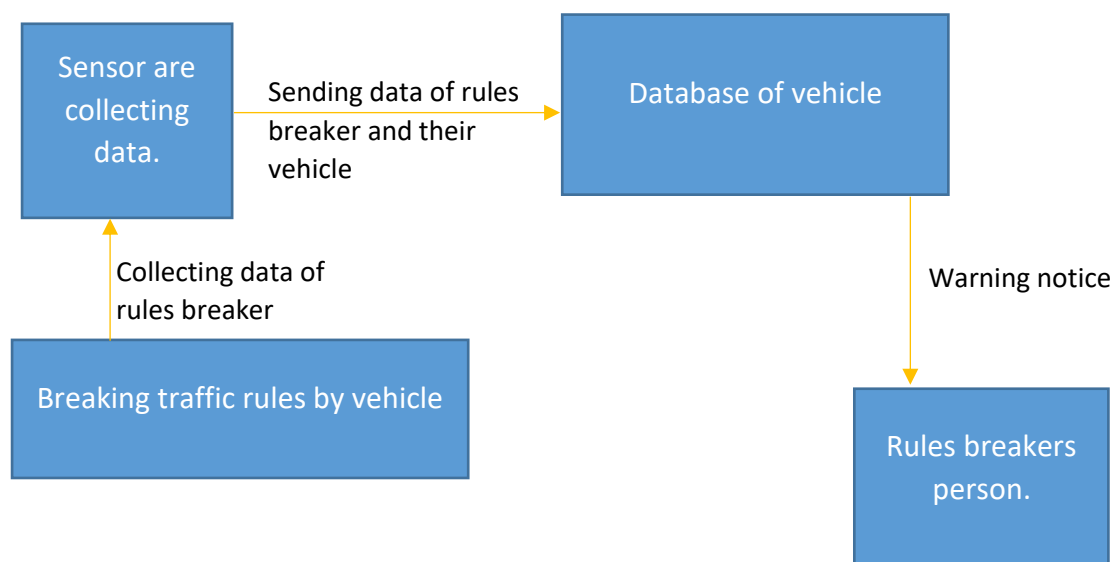 Sensor are
collecting
data.
Sending data of rules
breaker and their
vehicle
Database of vehicle
Collecting data of
rules breaker
Warning notice
Breaking traffic rules by vehicle
Rules breakers
person.